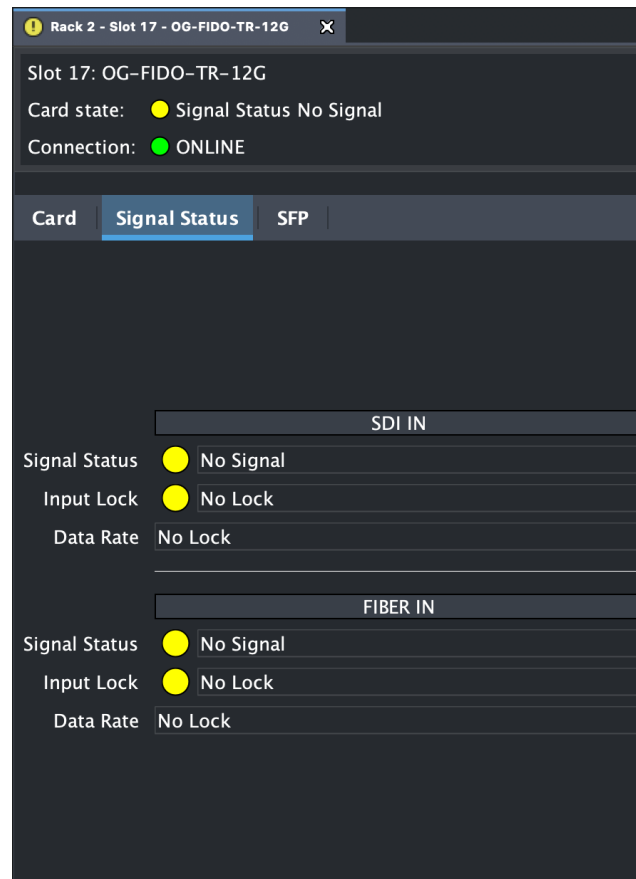 Rack 2 - Slot 17 - OG-FIDO-TR-12G X
Slot 17: OG-FIDO-TR-12G
Card state: Signal Status No Signal
Connection: ONLINE
Card Signal Status SFP
SDI IN
Signal Status No Signal
Input Lock No Lock
Data Rate No Lock
FIBER IN
Signal Status No Signal
Input Lock No Lock
Data Rate No Lock